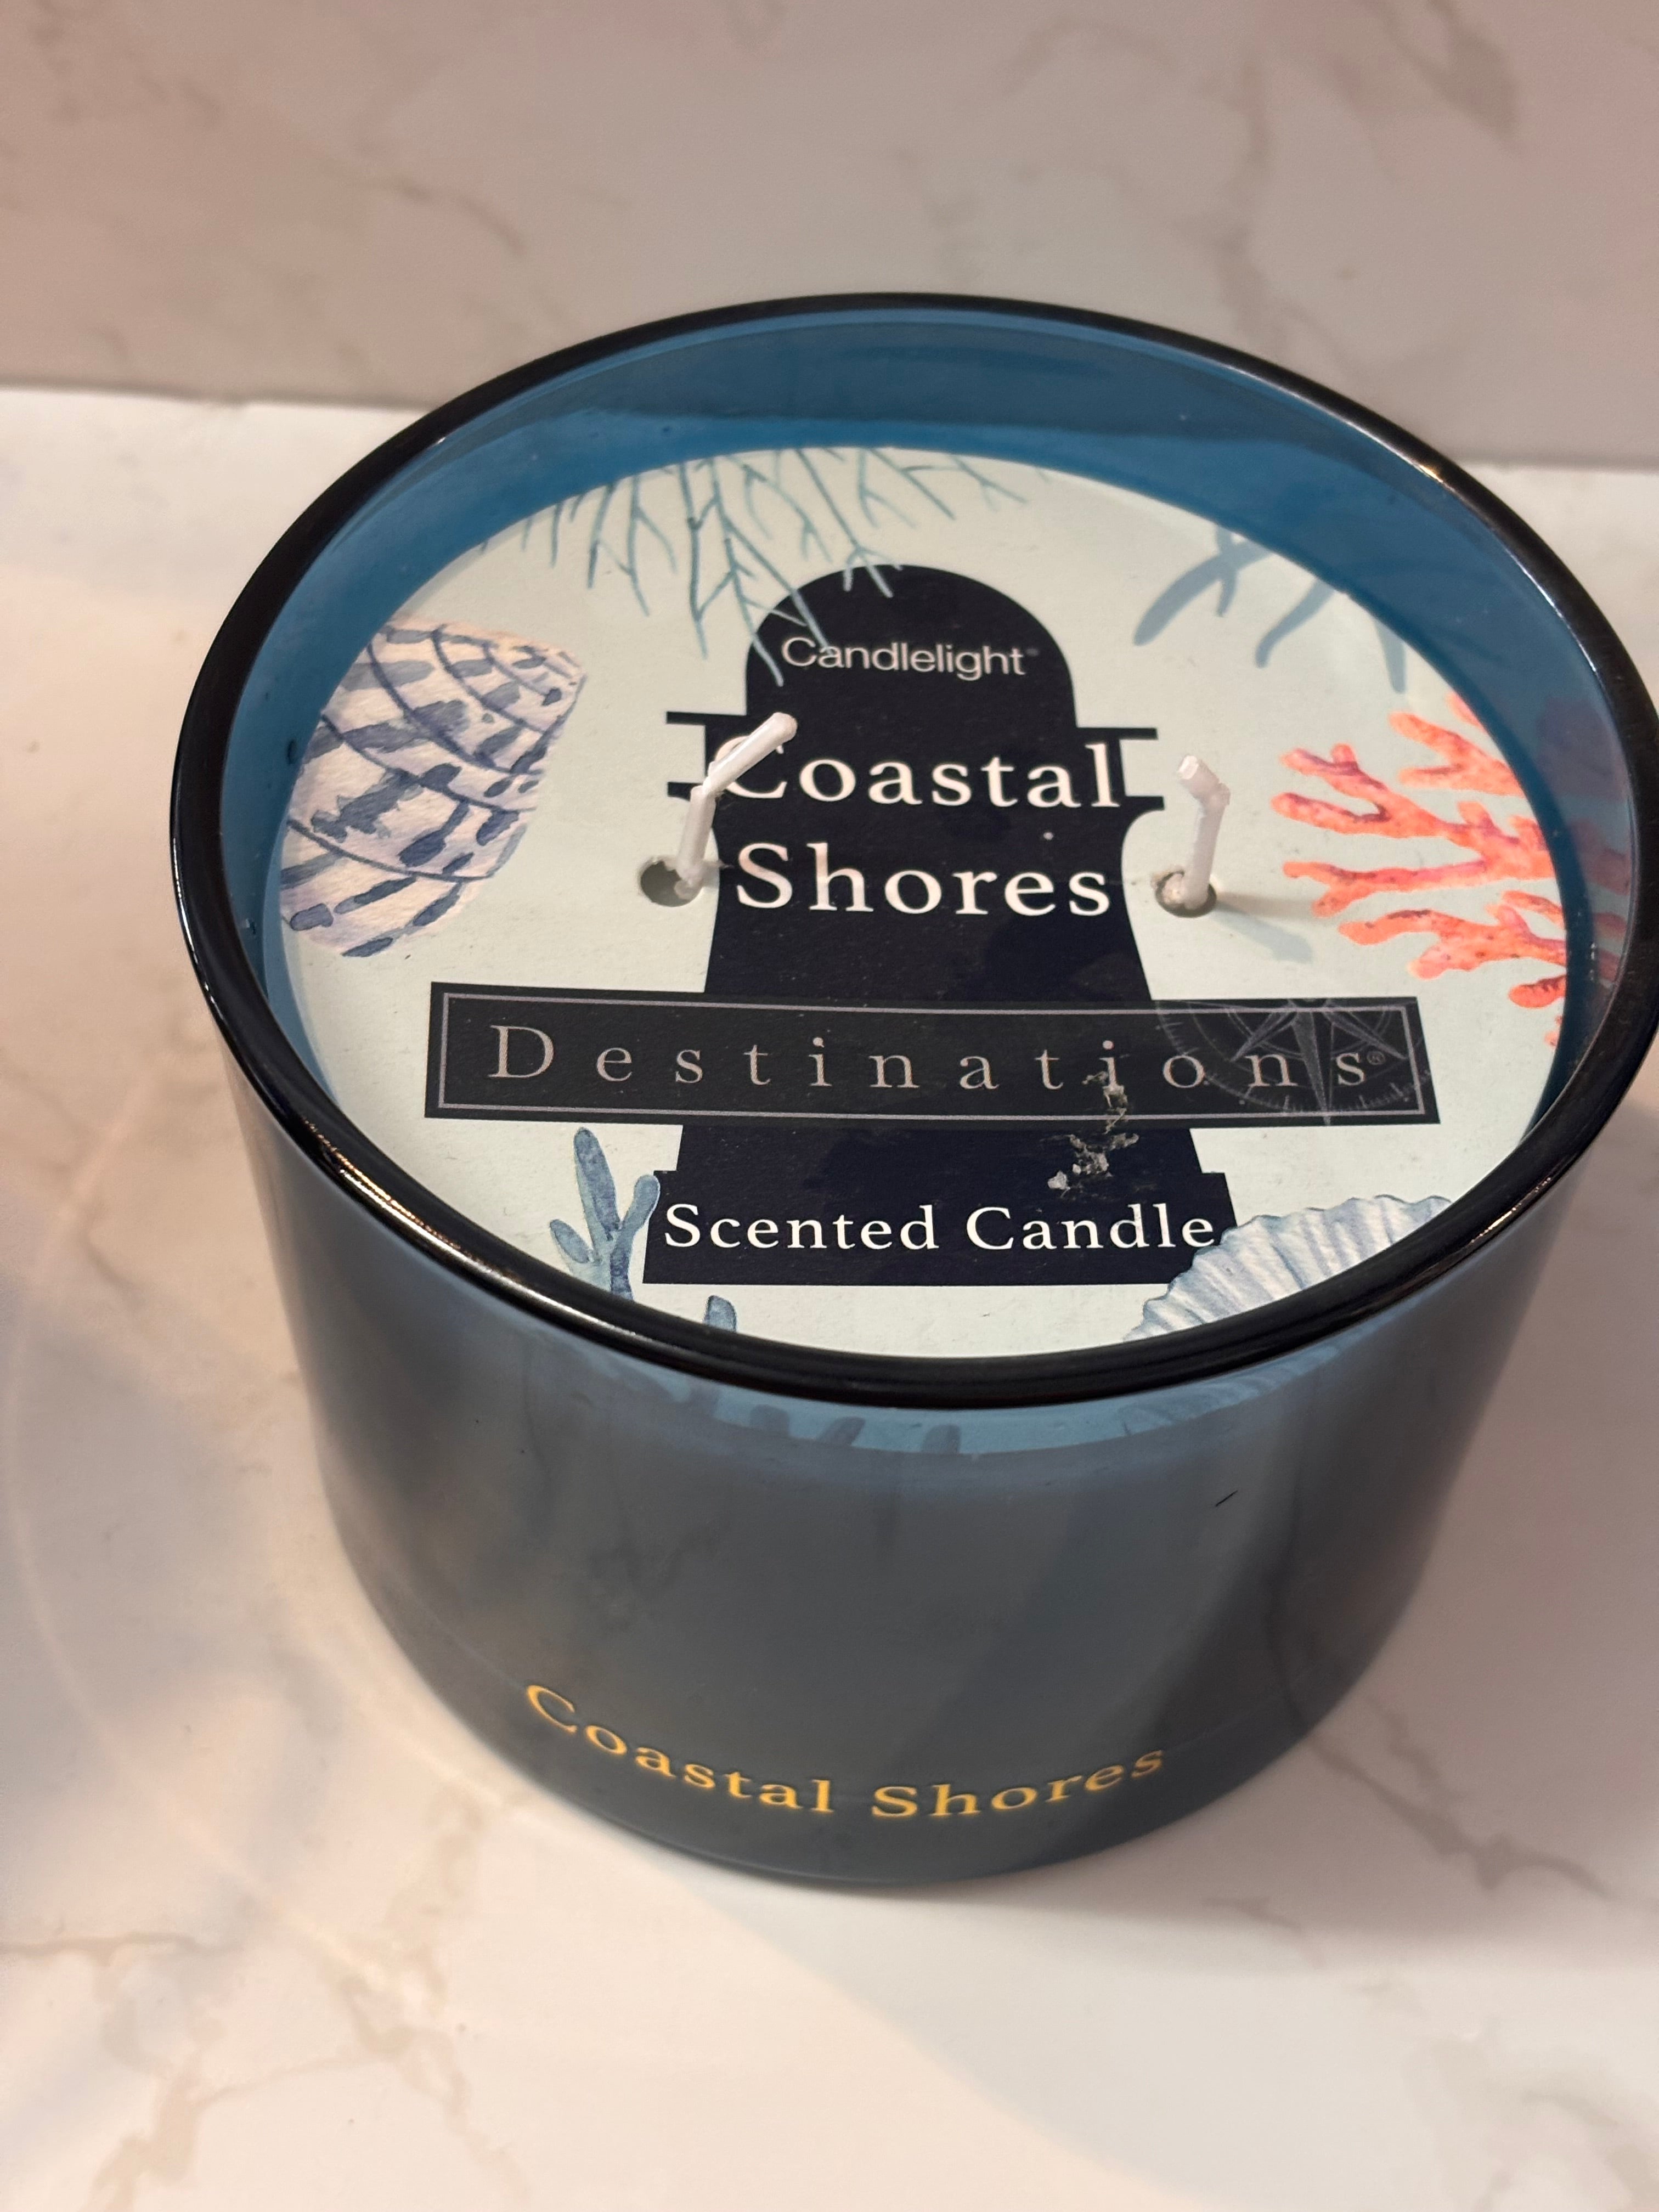 Candlelight®
Coastal
Shores
Destinations®
Scented Candle
Coastal Shores